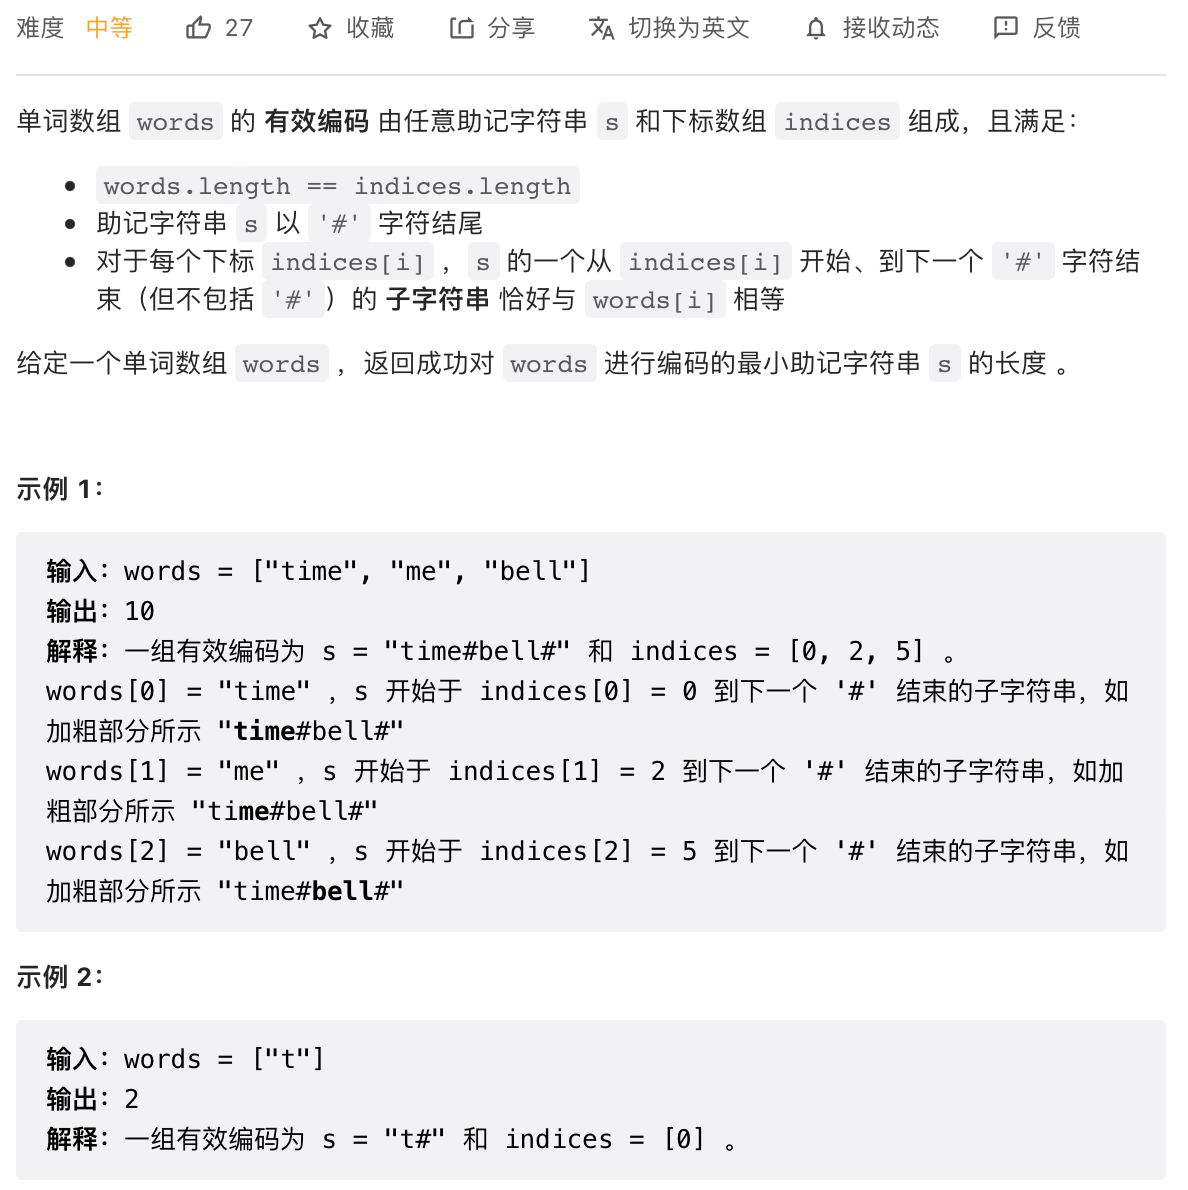 难度 中等 27 收藏 分享 切换为英文 接收动态 反馈
单词数组 words 的 有效编码 由任意助记字符串 s 和下标数组 indices 组成，且满足：
words.length == indices.length
助记字符串 s 以 '#' 字符结尾
对于每个下标 indices[i] ，s 的一个从 indices[i] 开始、到下一个 '#' 字符结
束（但不包括 '#'）的 子字符串 恰好与 words[i] 相等
给定一个单词数组 words ，返回成功对 words 进行编码的最小助记字符串 s 的长度 。
示例 1：
输入：words = ["time", "me", "bell"]
输出：10
解释：一组有效编码为 s = "time#bell#" 和 indices = [0, 2, 5] 。
words[0] = "time" ，s 开始于 indices[0] = 0 到下一个 '#' 结束的子字符串，如
加粗部分所示 "time#bell#"
words[1] = "me" ，s 开始于 indices[1] = 2 到下一个 '#' 结束的子字符串，如加
粗部分所示 "time#bell#"
words[2] = "bell" ，s 开始于 indices[2] = 5 到下一个 '#' 结束的子字符串，如
加粗部分所示 "time#bell#"
示例 2：
输入：words = ["t"]
输出：2
解释：一组有效编码为 s = "t#" 和 indices = [0] 。